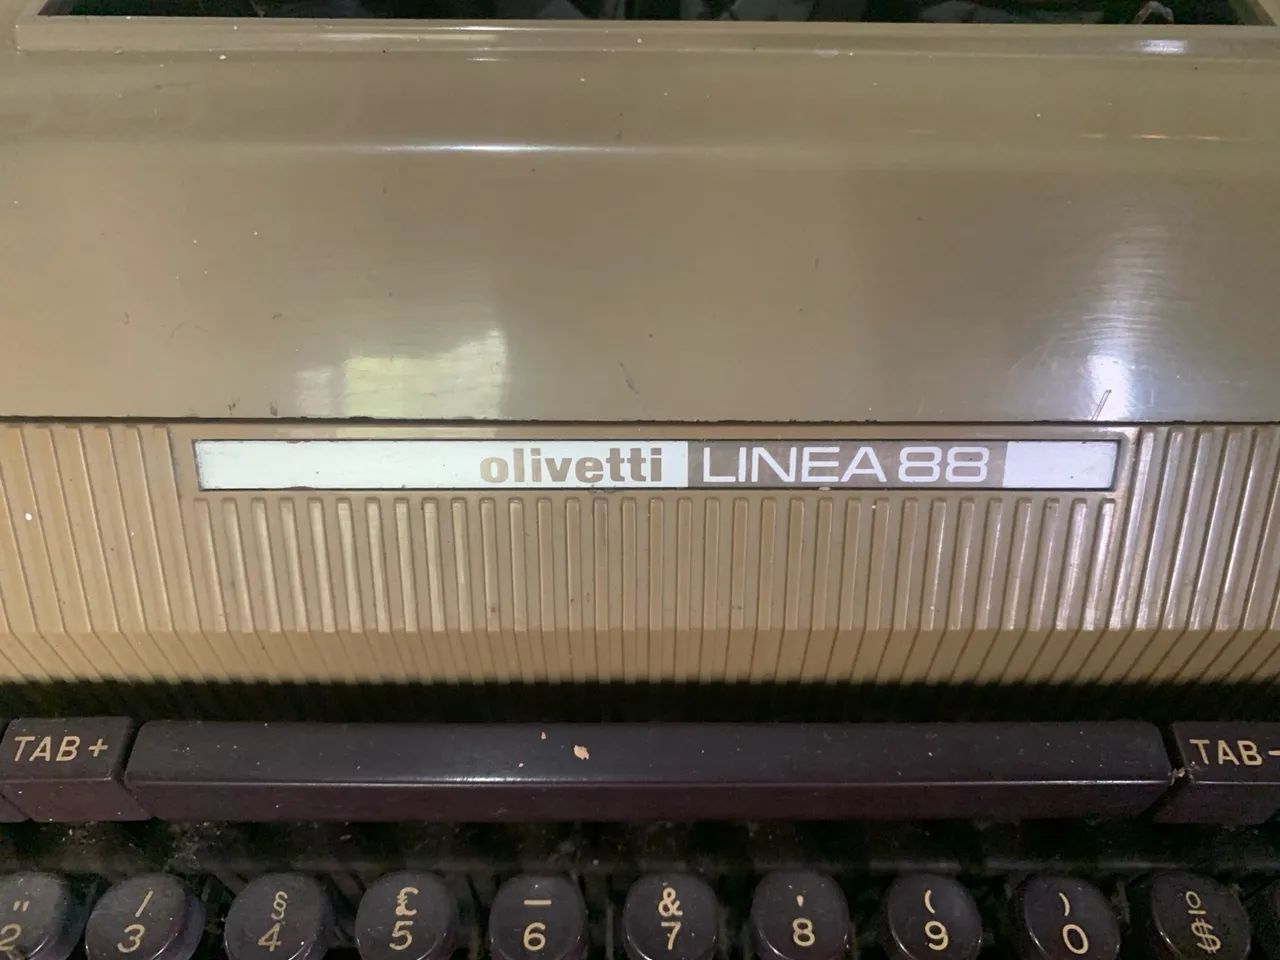 olivetti LINEA 88
TAB+ TAB-
" / § £ _ & ' ( )
2 3 4 5 6 7 8 9 0 $